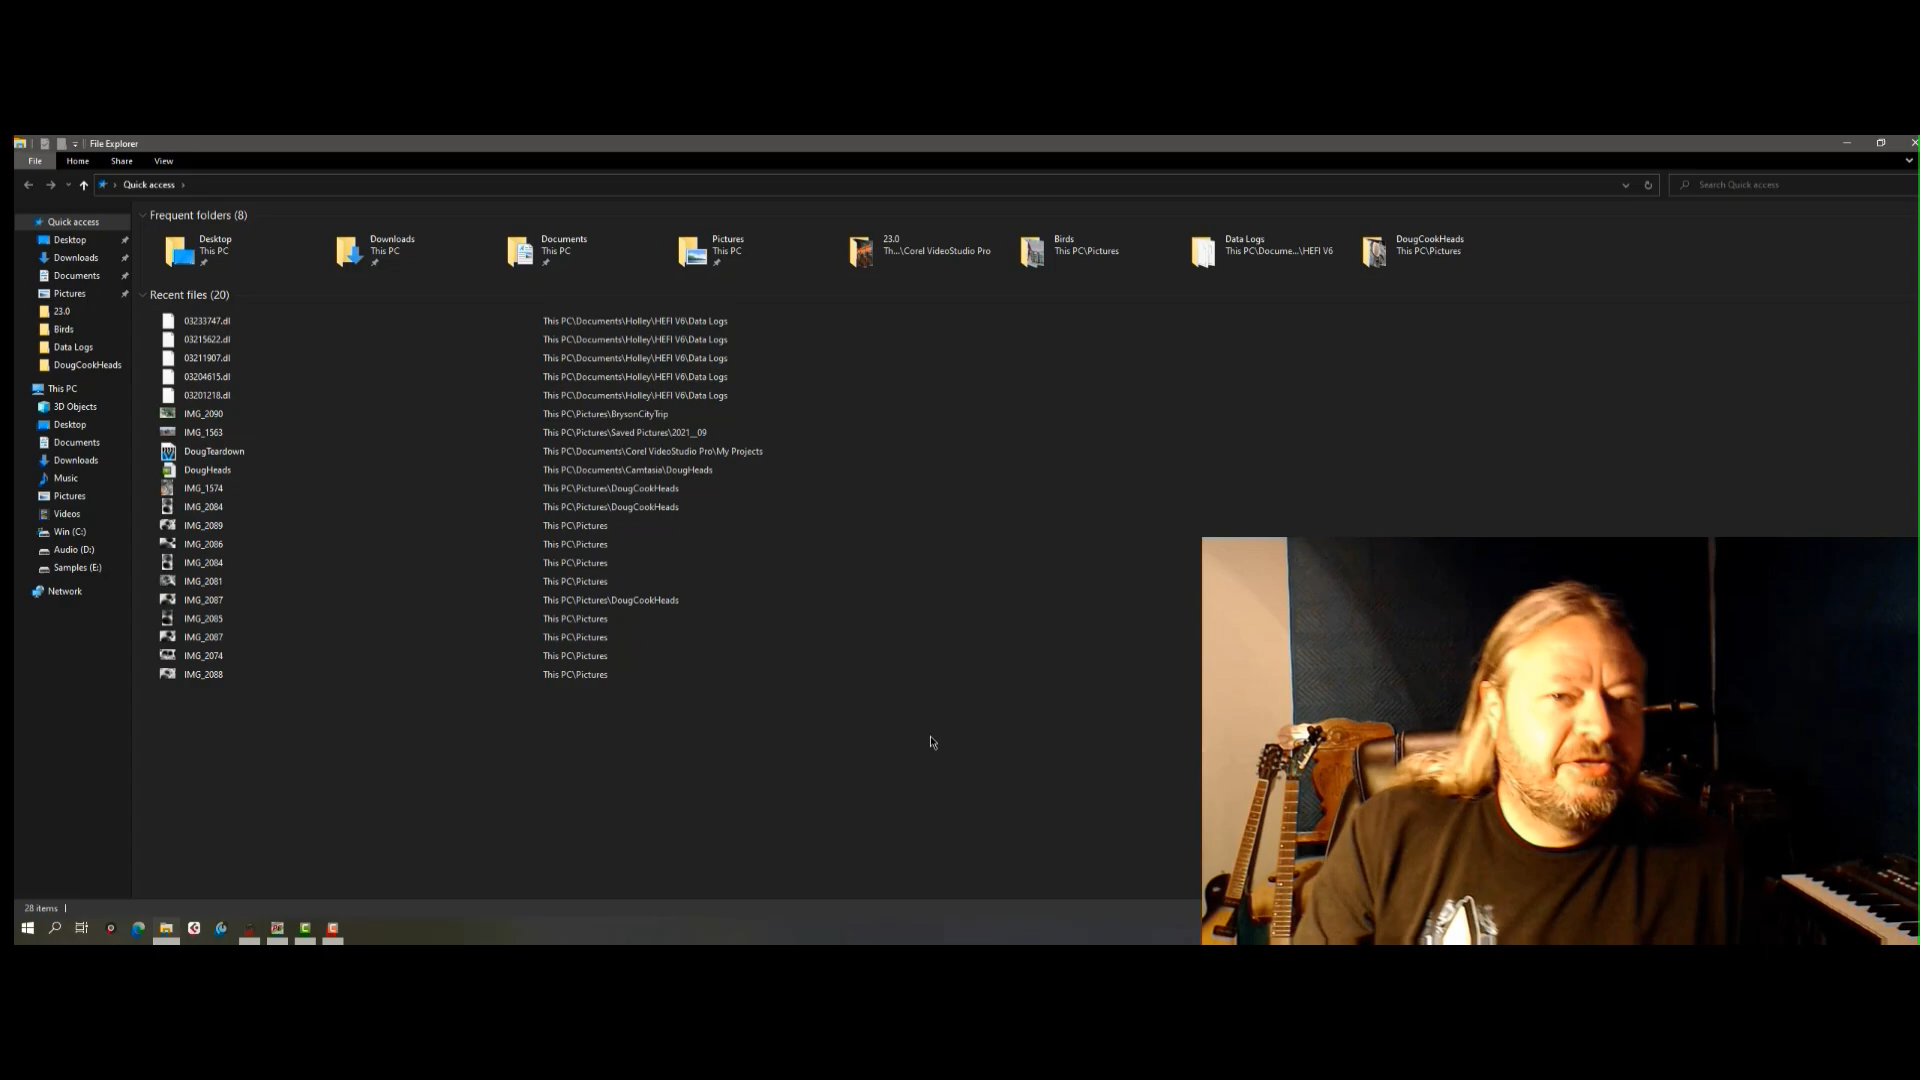 File Explorer
File Home Share View
Quick access
Search Quick access
Quick access
Desktop
Downloads
Documents
Pictures
23.0
Birds
Data Logs
DougCookHeads
This PC
3D Objects
Desktop
Documents
Downloads
Music
Pictures
Videos
Win (C:)
Audio (D:)
Samples (E:)
Network
Frequent folders (8)
Desktop
This PC
Downloads
This PC
Documents
This PC
Pictures
This PC
23.0
Th...\Corel VideoStudio Pro
Birds
This PC\Pictures
Data Logs
This PC\Docume...\HEFI V6
DougCookHeads
This PC\Pictures
Recent files (20)
03233747.dl This PC\Documents\Holley\HEFI V6\Data Logs
03215622.dl This PC\Documents\Holley\HEFI V6\Data Logs
03211907.dl This PC\Documents\Holley\HEFI V6\Data Logs
03204615.dl This PC\Documents\Holley\HEFI V6\Data Logs
03201218.dl This PC\Documents\Holley\HEFI V6\Data Logs
IMG_2090 This PC\Pictures\BrysonCityTrip
IMG_1563 This PC\Pictures\Saved Pictures\2021__09
DougTeardown This PC\Documents\Corel VideoStudio Pro\My Projects
DougHeads This PC\Documents\Camtasia\DougHeads
IMG_1574 This PC\Pictures\DougCookHeads
IMG_2084 This PC\Pictures\DougCookHeads
IMG_2089 This PC\Pictures
IMG_2086 This PC\Pictures
IMG_2084 This PC\Pictures
IMG_2081 This PC\Pictures
IMG_2087 This PC\Pictures\DougCookHeads
IMG_2085 This PC\Pictures
IMG_2087 This PC\Pictures
IMG_2074 This PC\Pictures
IMG_2088 This PC\Pictures
28 items